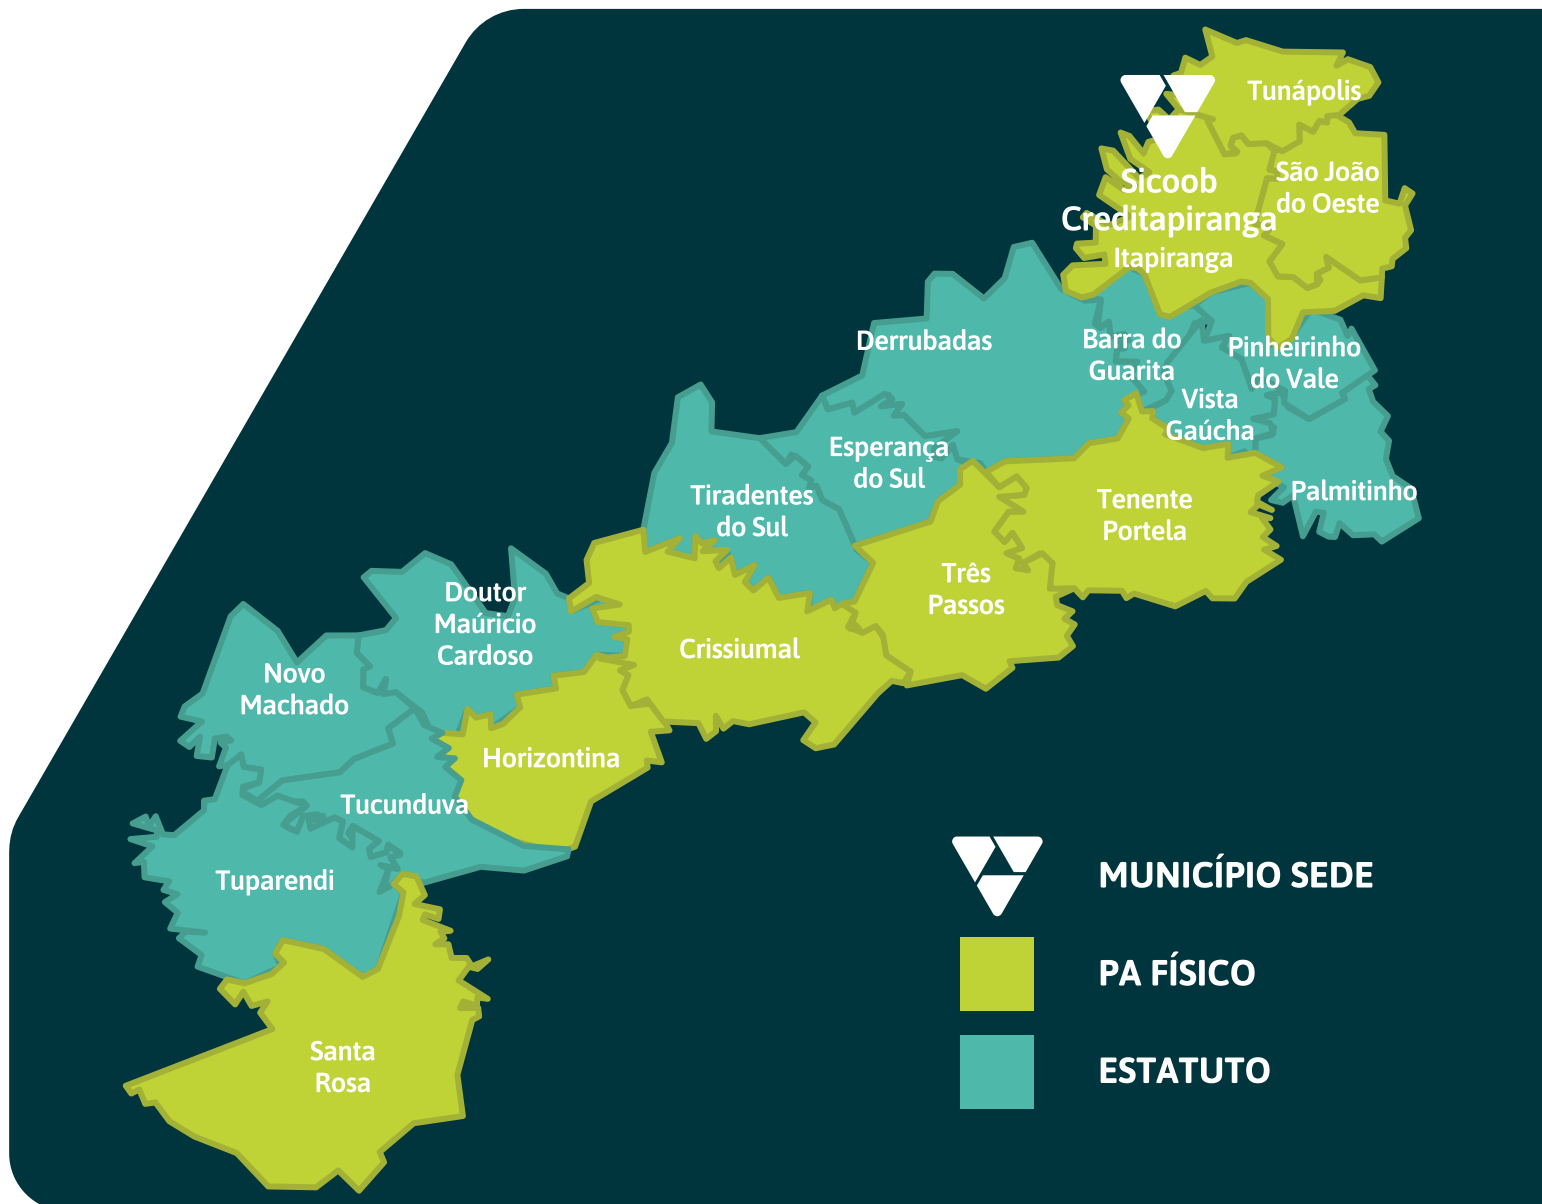 Tunápolis
São João
do Oeste
Sicoob
Creditapiranga
Itapiranga
Derrubadas
Barra do
Guarita
Pinheirinho
do Vale
Vista
Gaúcha
Esperança
do Sul
Palmitinho
Tiradentes
do Sul
Tenente
Portela
Três
Passos
Doutor
Maúricio
Cardoso
Crissiumal
Novo
Machado
Horizontina
Tucunduva
Tuparendi
Santa
Rosa
MUNICÍPIO SEDE
PA FÍSICO
ESTATUTO